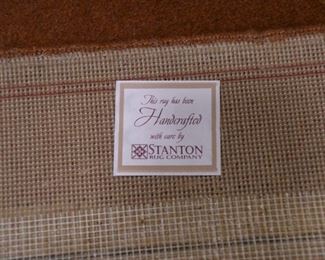 This rug has been
Handcrafted
with care by
STANTON
RUG COMPANY